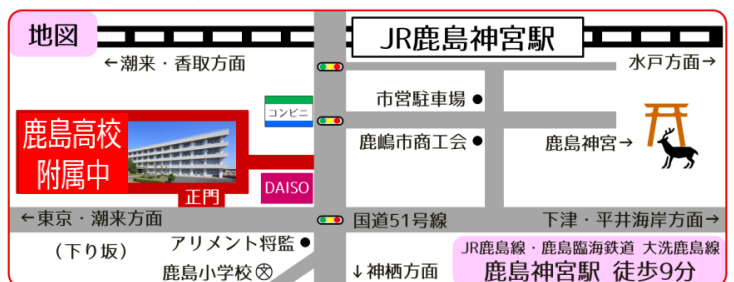 地図
JR鹿島神宮駅
←潮来・香取方面
水戸方面→
コンビニ
市営駐車場
鹿島高校
附属中
鹿嶋市商工会
鹿島神宮→
正門
DAISO
←東京・潮来方面
国道51号線
下津・平井海岸方面→
(下り坂)
アリメント将監
鹿島小学校
文
↓神栖方面
JR鹿島線・鹿島臨海鉄道 大洗鹿島線
鹿島神宮駅 徒歩9分